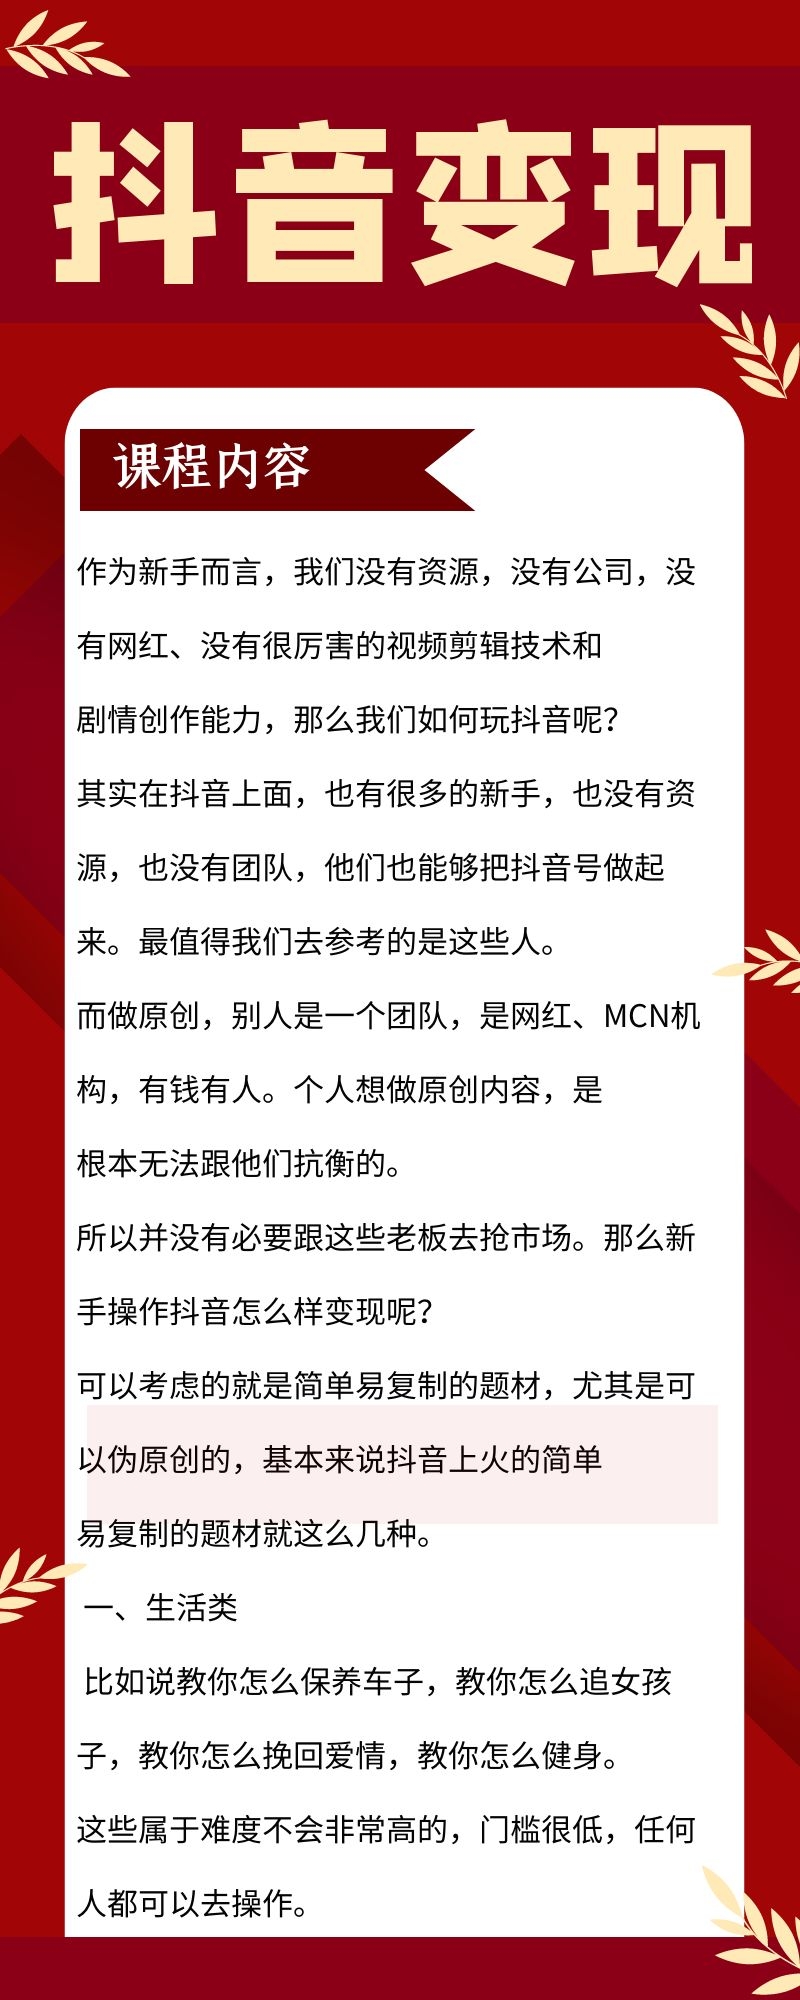 抖音变现
课程内容
作为新手而言，我们没有资源，没有公司，没
有网红、没有很厉害的视频剪辑技术和
剧情创作能力，那么我们如何玩抖音呢？
其实在抖音上面，也有很多的新手，也没有资
源，也没有团队，他们也能够把抖音号做起
来。最值得我们去参考的是这些人。
而做原创，别人是一个团队，是网红、MCN机
构，有钱有人。个人想做原创内容，是
根本无法跟他们抗衡的。
所以并没有必要跟这些老板去抢市场。那么新
手操作抖音怎么样变现呢？
可以考虑的就是简单易复制的题材，尤其是可
以伪原创的，基本来说抖音上火的简单
易复制的题材就这么几种。
一、生活类
比如说教你怎么保养车子，教你怎么追女孩
子，教你怎么挽回爱情，教你怎么健身。
这些属于难度不会非常高的，门槛很低，任何
人都可以去操作。